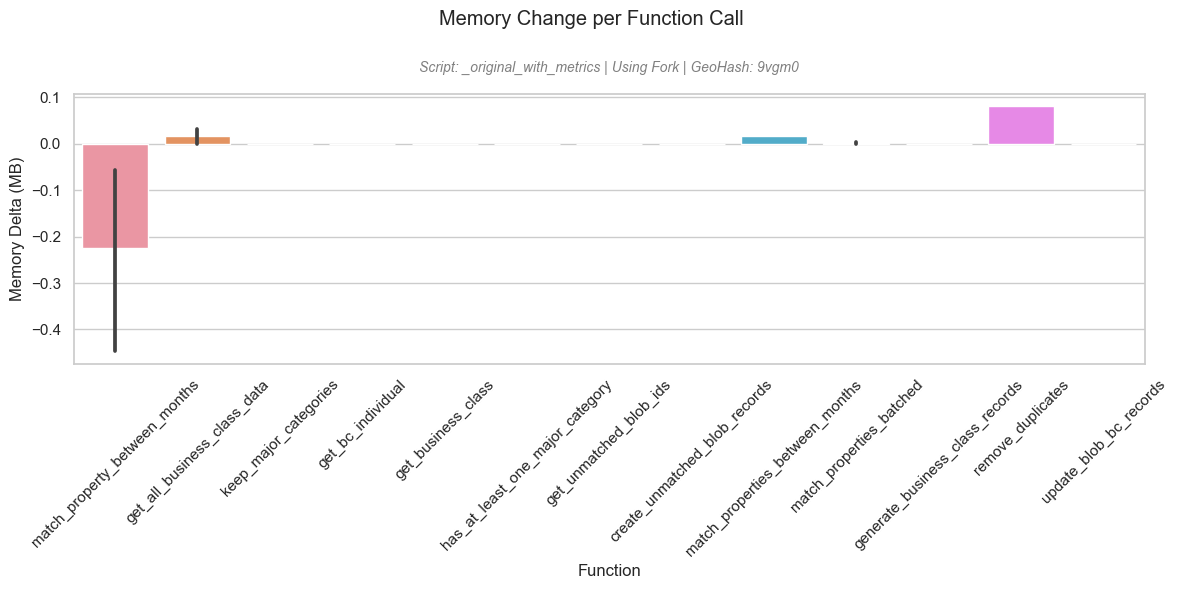 Memory Change per Function Call
Script: _original_with_metrics | Using Fork | GeoHash: 9vgm0
Memory Delta (MB)
0.1
0.0
−0.1
−0.2
−0.3
−0.4
match_property_between_months
get_all_business_class_data
keep_major_categories
get_bc_individual
get_business_class
has_at_least_one_major_category
get_unmatched_blob_ids
create_unmatched_blob_records
match_properties_between_months
match_properties_batched
generate_business_class_records
remove_duplicates
update_blob_bc_records
Function